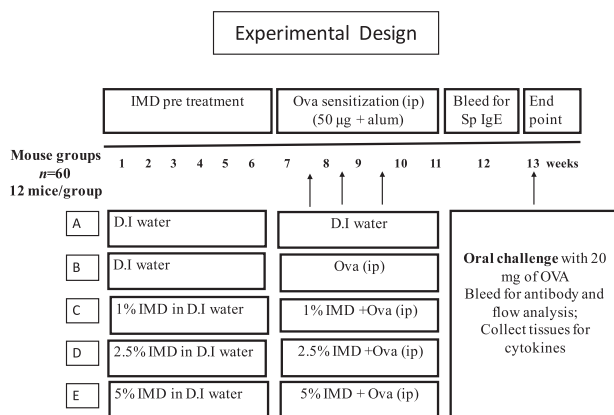 Experimental Design
IMD pre treatment
Ova sensitization (ip)
(50 µg + alum)
Bleed for
Sp IgE
End
point
Mouse groups
n=60
12 mice/group
1 2 3 4 5 6 7 8 9 10 11 12 13 weeks
A
D.I water
D.I water
B
D.I water
Ova (ip)
C
1% IMD in D.I water
1% IMD +Ova (ip)
D
2.5% IMD in D.I water
2.5% IMD +Ova (ip)
E
5% IMD in D.I water
5% IMD + Ova (ip)
Oral challenge with 20
mg of OVA
Bleed for antibody and
flow analysis;
Collect tissues for
cytokines